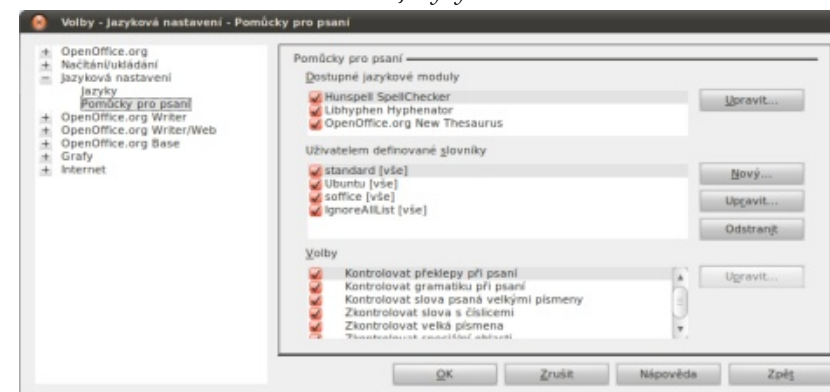 Volby - Jazyková nastavení - Pomůcky pro psaní
OpenOffice.org
Načítání/ukládání
Jazyková nastavení
Jazyky
Pomůcky pro psaní
OpenOffice.org Writer
OpenOffice.org Writer/Web
OpenOffice.org Base
Grafy
Internet
Pomůcky pro psaní
Dostupné jazykové moduly
Hunspell SpellChecker
Libhyphen Hyphenator
OpenOffice.org New Thesaurus
Upravit...
Uživatelem definované slovníky
standard [vše]
Ubuntu [vše]
soffice [vše]
IgnoreAllList [vše]
Nový...
Upravit...
Odstranit
Volby
Kontrolovat překlepy při psaní
Kontrolovat gramatiku při psaní
Kontrolovat slova psaná velkými písmeny
Zkontrolovat slova s číslicemi
Zkontrolovat velká písmena
Zkontrolovat speciální oblasti
Upravit...
OK
Zrušit
Nápověda
Zpět